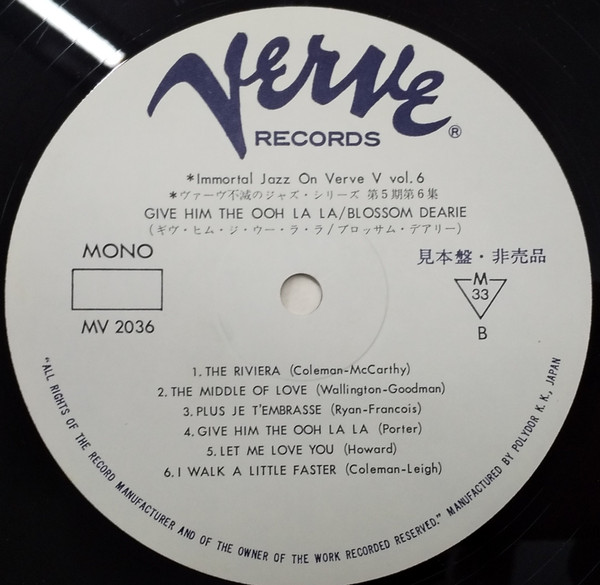 VERVE
RECORDS ®
*Immortal Jazz On Verve V vol.6
*ヴァーヴ不滅のジャズ・シリーズ 第5期第6集
GIVE HIM THE OOH LA LA/BLOSSOM DEARIE
(ギヴ・ヒム・ジ・ウー・ラ・ラ/ブロッサム・デアリー)
MONO
見本盤・非売品
M
33
MV 2036
B
1. THE RIVIERA (Coleman-McCarthy)
2. THE MIDDLE OF LOVE (Wallington-Goodman)
3. PLUS JE T'EMBRASSE (Ryan-Francois)
4. GIVE HIM THE OOH LA LA (Porter)
5. LET ME LOVE YOU (Howard)
6. I WALK A LITTLE FASTER (Coleman-Leigh)
"ALL RIGHTS OF THE RECORD MANUFACTURER AND OF THE OWNER OF THE WORK RECORDED RESERVED." MANUFACTURED BY POLYDOR K.K., JAPAN